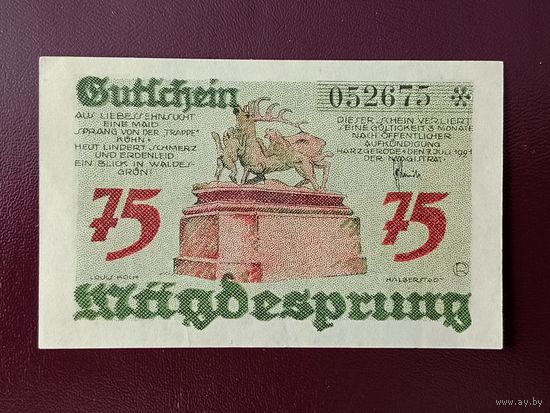 Gutschein
052675 *
AUS LIEBESSEHNSUCHT
EINE MAID
SPRANG VON DER "TRAPPE"
KÜHN -
HEUT LINDERT SCHMERZ
UND ERDENLEID
EIN BLICK IN WALDES-
GRÜN!
DIESER SCHEIN VERLIERT
SEINE GÜLTIGKEIT 3 MONATE
NACH ÖFFENTLICHER
AUFKÜNDIGUNG
HARZGERODE, DEN 7. JULI 1921
DER MAGISTRAT.
75
75
LOUIS KOCH
HALBERSTADT
Mägdesprung
www.ay.by